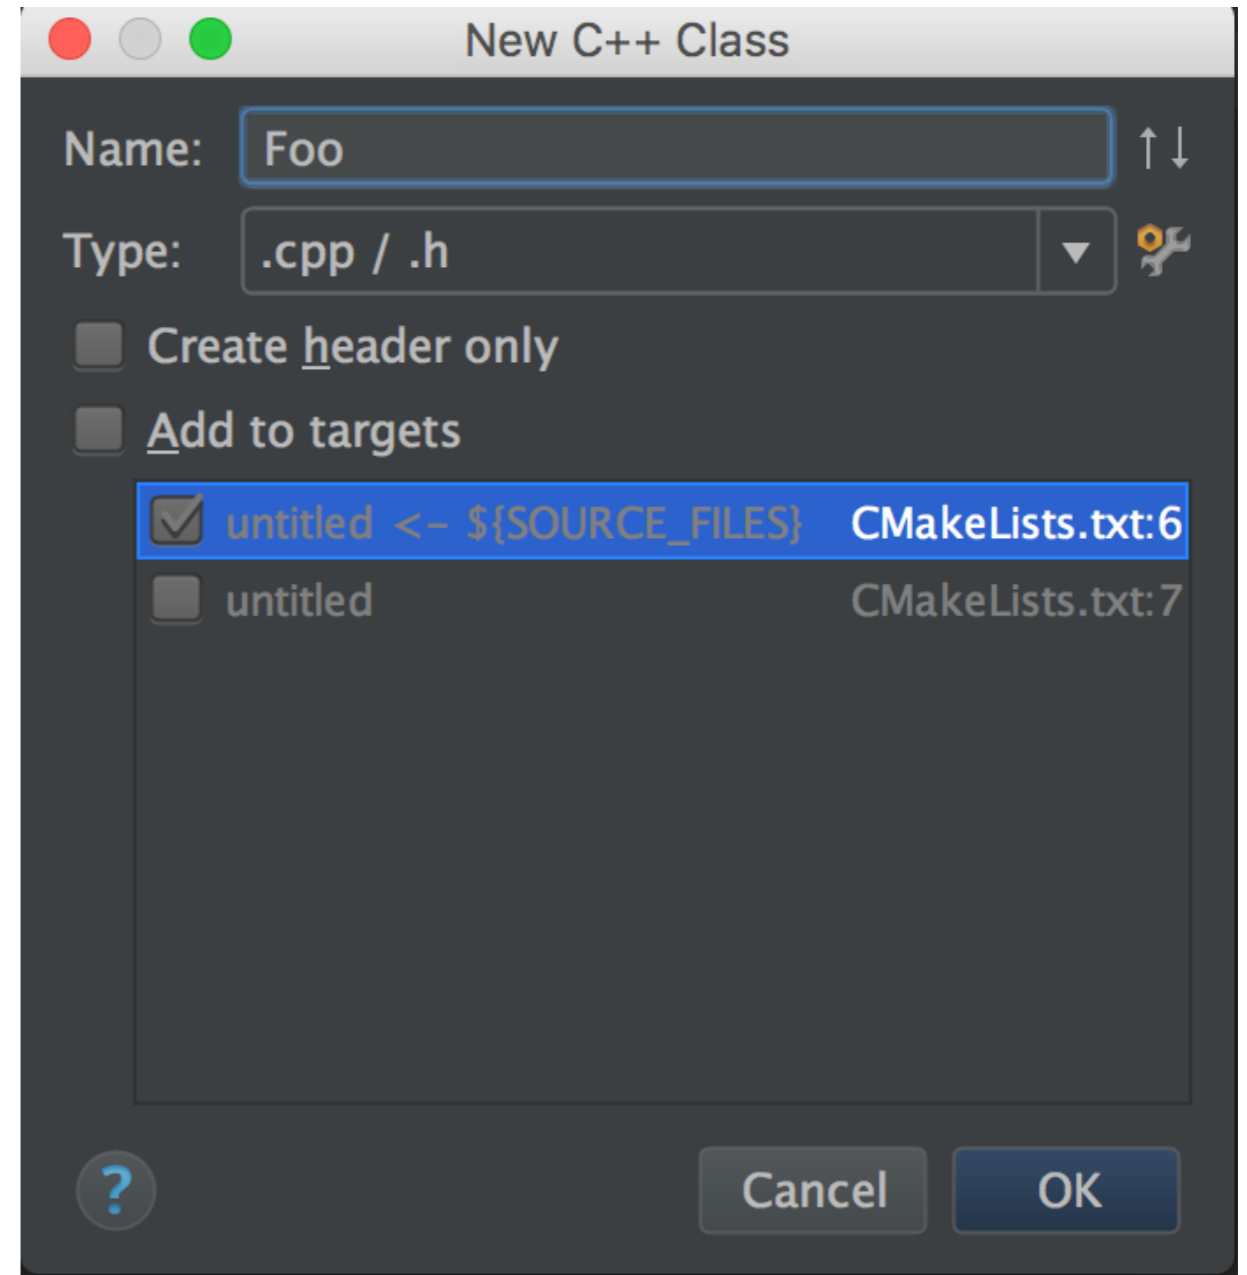 New C++ Class
Name: Foo ↑↓
Type: .cpp / .h
Create header only
Add to targets
untitled <- ${SOURCE_FILES} CMakeLists.txt:6
untitled CMakeLists.txt:7
? Cancel OK